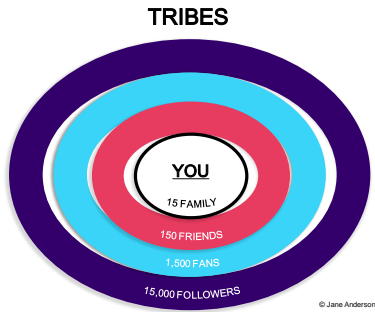 TRIBES
YOU
15 FAMILY
150 FRIENDS
1,500 FANS
15,000 FOLLOWERS
© Jane Anderson